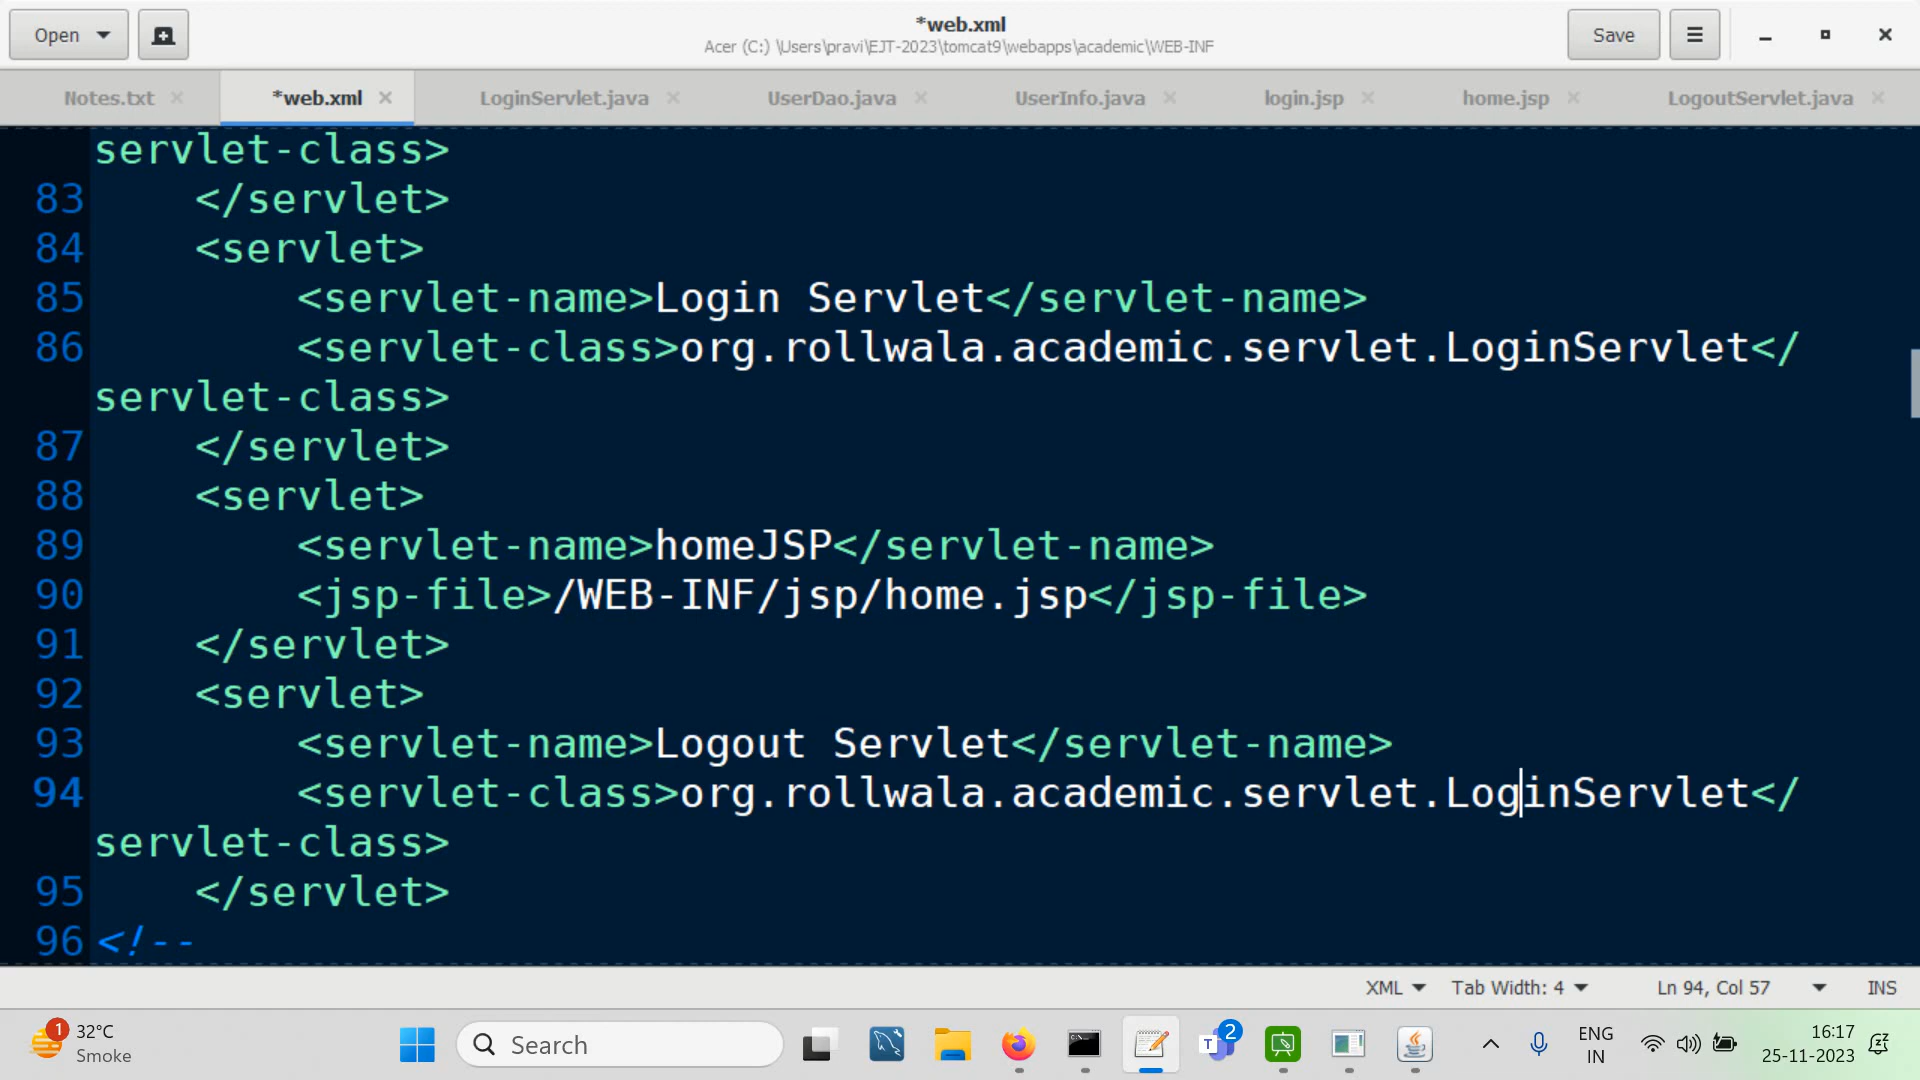 Open
*web.xml
Acer (C:) \Users\pravi\EJT-2023\tomcat9\webapps\academic\WEB-INF
Save
Notes.txt
*web.xml
LoginServlet.java
UserDao.java
UserInfo.java
login.jsp
home.jsp
LogoutServlet.java
servlet-class>
83 </servlet>
84 <servlet>
85 <servlet-name>Login Servlet</servlet-name>
86 <servlet-class>org.rollwala.academic.servlet.LoginServlet</
servlet-class>
87 </servlet>
88 <servlet>
89 <servlet-name>homeJSP</servlet-name>
90 <jsp-file>/WEB-INF/jsp/home.jsp</jsp-file>
91 </servlet>
92 <servlet>
93 <servlet-name>Logout Servlet</servlet-name>
94 <servlet-class>org.rollwala.academic.servlet.LoginServlet</
servlet-class>
95 </servlet>
96 <!--
XML
Tab Width: 4
Ln 94, Col 57
INS
1
32°C
Smoke
Search
T
2
ENG
IN
16:17
25-11-2023